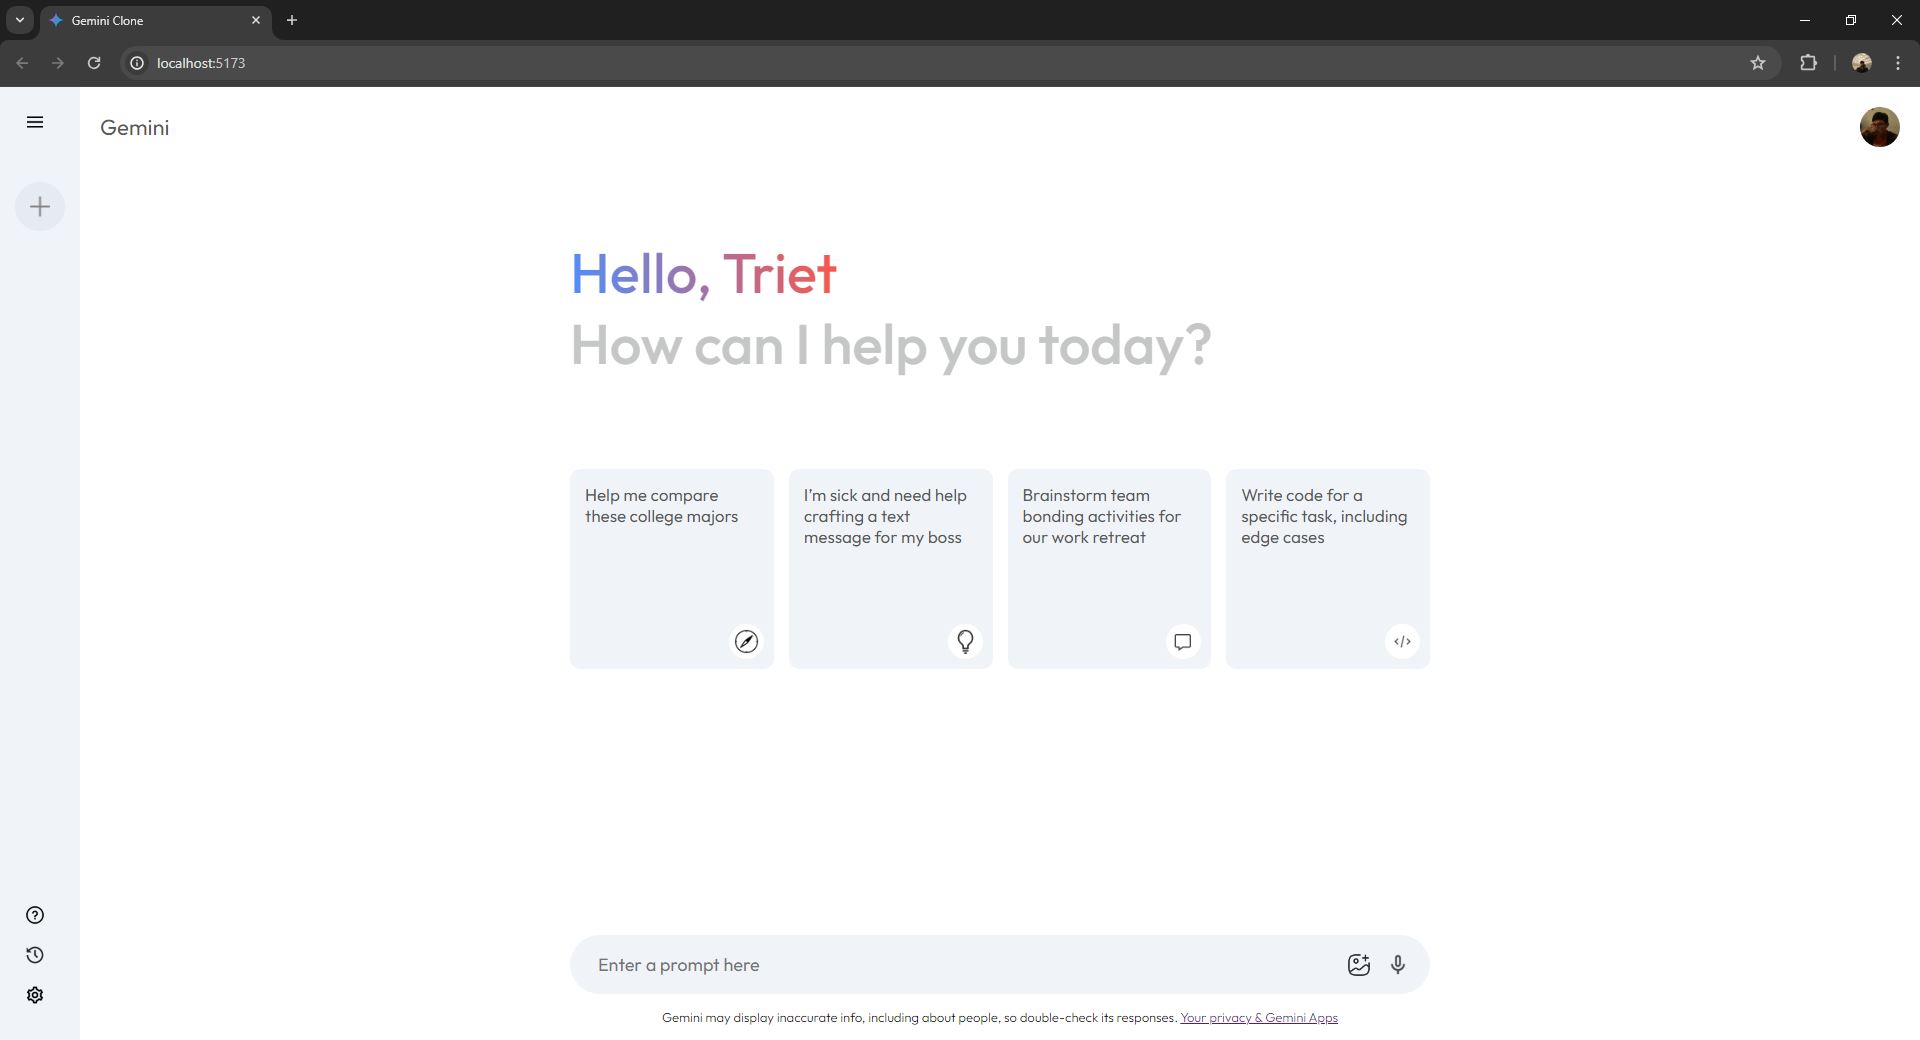 Gemini Clone
localhost:5173
Gemini
Hello, Triet
How can I help you today?
Help me compare
these college majors
I'm sick and need help
crafting a text
message for my boss
Brainstorm team
bonding activities for
our work retreat
Write code for a
specific task, including
edge cases
</>
Enter a prompt here
Gemini may display inaccurate info, including about people, so double-check its responses. Your privacy & Gemini Apps